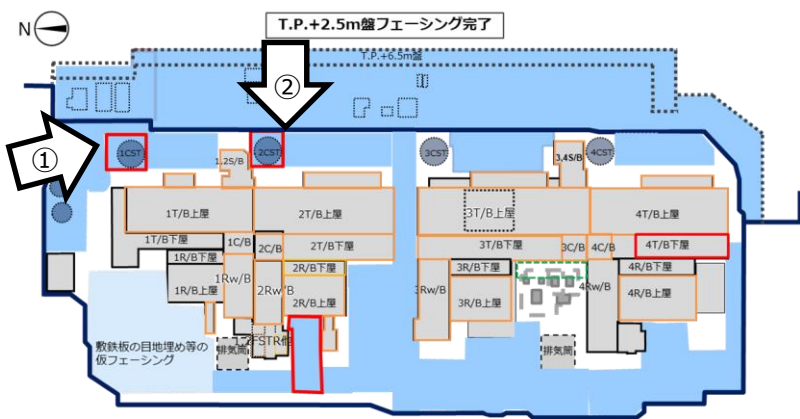 N
T.P.+2.5m盤フェーシング完了
T.P.+6.5m盤
②
①
1CST
2CST
3CST
4CST
1,2S/B
3,4S/B
1T/B上屋
2T/B上屋
3T/B上屋
4T/B上屋
1T/B下屋
1C/B
2C/B
2T/B下屋
3T/B下屋
3C/B
4C/B
4T/B下屋
1R/B下屋
2R/B下屋
3R/B下屋
4R/B下屋
1R/B上屋
1Rw/B
2Rw/B
2R/B上屋
3Rw/B
3R/B上屋
4Rw/B
4R/B上屋
敷鉄板の目地埋め等の
仮フェーシング
排気筒
FSTR他
排気筒